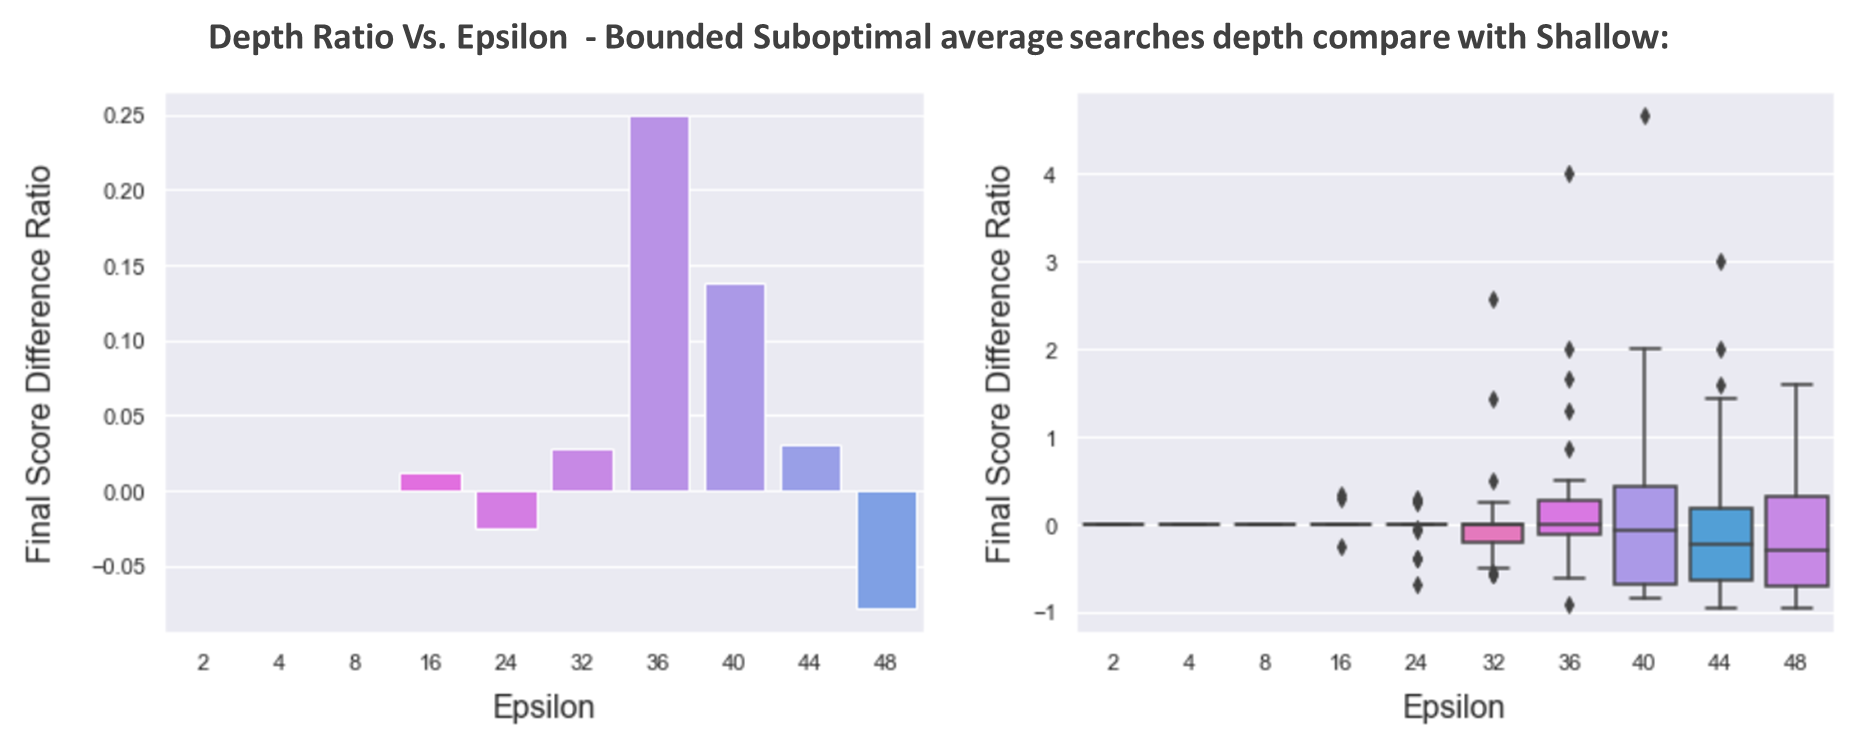 Depth Ratio Vs. Epsilon - Bounded Suboptimal average searches depth compare with Shallow:
Final Score Difference Ratio
0.25
0.20
0.15
0.10
0.05
0.00
−0.05
2 4 8 16 24 32 36 40 44 48
Epsilon
Final Score Difference Ratio
4
3
2
1
0
−1
2 4 8 16 24 32 36 40 44 48
Epsilon